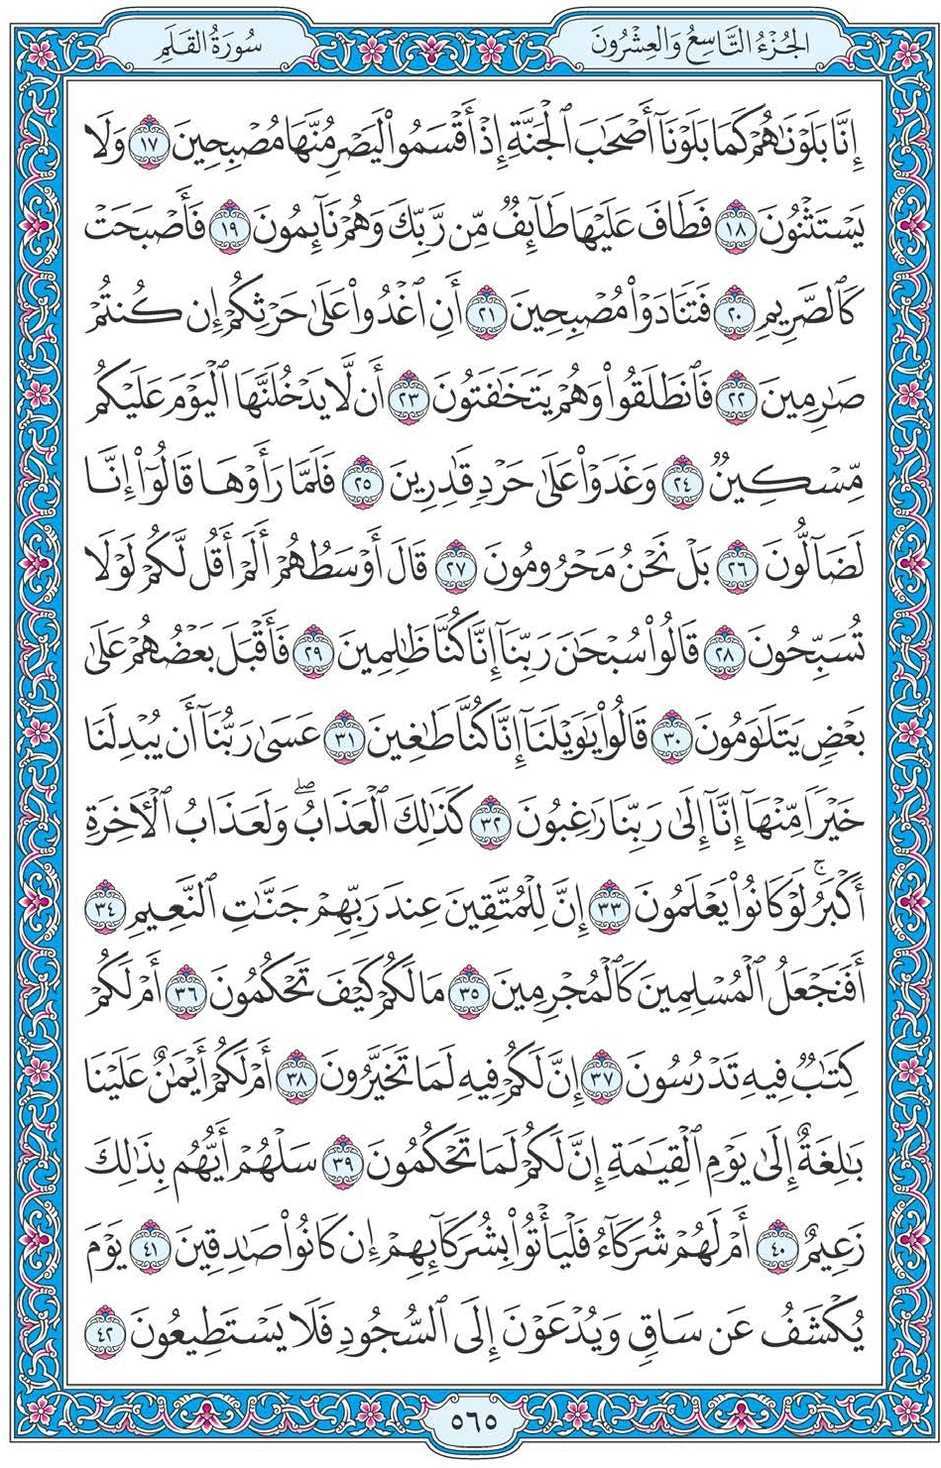 الجُزْءُ التَّاسِعُ وَالعِشْرُونَ
سُورَةُ القَلَمِ
إِنَّا بَلَوْنَٰهُمْ كَمَا بَلَوْنَآ أَصْحَٰبَ ٱلْجَنَّةِ إِذْ أَقْسَمُوا۟ لَيَصْرِمُنَّهَا مُصْبِحِينَ ١٧ وَلَا
يَسْتَثْنُونَ ١٨ فَطَافَ عَلَيْهَا طَآئِفٌ مِّن رَّبِّكَ وَهُمْ نَآئِمُونَ ١٩ فَأَصْبَحَتْ
كَٱلصَّرِيمِ ٢٠ فَتَنَادَوْا۟ مُصْبِحِينَ ٢١ أَنِ ٱغْدُوا۟ عَلَىٰ حَرْثِكُمْ إِن كُنتُمْ
صَٰرِمِينَ ٢٢ فَٱنطَلَقُوا۟ وَهُمْ يَتَخَٰفَتُونَ ٢٣ أَن لَّا يَدْخُلَنَّهَا ٱلْيَوْمَ عَلَيْكُم
مِّسْكِينٌ ٢٤ وَغَدَوْا۟ عَلَىٰ حَرْدٍ قَٰدِرِينَ ٢٥ فَلَمَّا رَأَوْهَا قَالُوٓا۟ إِنَّا
لَضَآلُّونَ ٢٦ بَلْ نَحْنُ مَحْرُومُونَ ٢٧ قَالَ أَوْسَطُهُمْ أَلَمْ أَقُل لَّكُمْ لَوْلَا
تُسَبِّحُونَ ٢٨ قَالُوا۟ سُبْحَٰنَ رَبِّنَآ إِنَّا كُنَّا ظَٰلِمِينَ ٢٩ فَأَقْبَلَ بَعْضُهُمْ عَلَىٰ
بَعْضٍ يَتَلَٰوَمُونَ ٣٠ قَالُوا۟ يَٰوَيْلَنَآ إِنَّا كُنَّا طَٰغِينَ ٣١ عَسَىٰ رَبُّنَآ أَن يُبْدِلَنَا
خَيْرًا مِّنْهَآ إِنَّآ إِلَىٰ رَبِّنَا رَٰغِبُونَ ٣٢ كَذَٰلِكَ ٱلْعَذَابُ ۖ وَلَعَذَابُ ٱلْءَاخِرَةِ
أَكْبَرُ ۚ لَوْ كَانُوا۟ يَعْلَمُونَ ٣٣ إِنَّ لِلْمُتَّقِينَ عِندَ رَبِّهِمْ جَنَّٰتِ ٱلنَّعِيمِ ٣٤
أَفَنَجْعَلُ ٱلْمُسْلِمِينَ كَٱلْمُجْرِمِينَ ٣٥ مَا لَكُمْ كَيْفَ تَحْكُمُونَ ٣٦ أَمْ لَكُمْ
كِتَٰبٌ فِيهِ تَدْرُسُونَ ٣٧ إِنَّ لَكُمْ فِيهِ لَمَا تَخَيَّرُونَ ٣٨ أَمْ لَكُمْ أَيْمَٰنٌ عَلَيْنَا
بَٰلِغَةٌ إِلَىٰ يَوْمِ ٱلْقِيَٰمَةِ إِنَّ لَكُمْ لَمَا تَحْكُمُونَ ٣٩ سَلْهُمْ أَيُّهُم بِذَٰلِكَ
زَعِيمٌ ٤٠ أَمْ لَهُمْ شُرَكَآءُ فَلْيَأْتُوا۟ بِشُرَكَآئِهِمْ إِن كَانُوا۟ صَٰدِقِينَ ٤١ يَوْمَ
يُكْشَفُ عَن سَاقٍ وَيُدْعَوْنَ إِلَى ٱلسُّجُودِ فَلَا يَسْتَطِيعُونَ ٤٢
٥٦٥